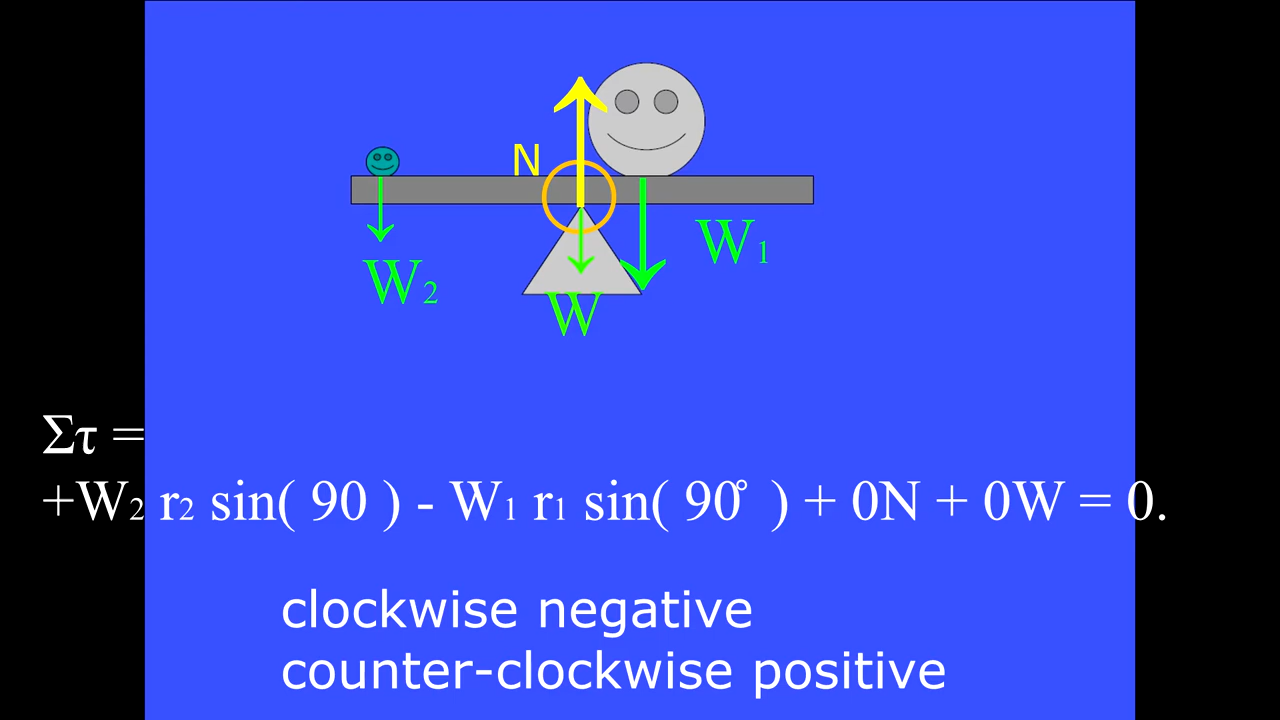 N
W1
W2
W
Στ =
+W2 r2 sin( 90 ) - W1 r1 sin( 90° ) + 0N + 0W = 0.
clockwise negative
counter-clockwise positive